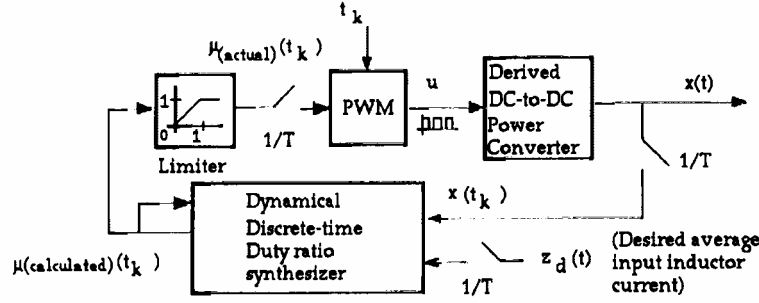 t k
μ(actual)(t k)
1
0
1
Limiter
1/T
PWM
u
Derived
DC-to-DC
Power
Converter
x(t)
1/T
Dynamical
Discrete-time
Duty ratio
synthesizer
x(t k)
μ(calculated)(t k)
1/T
z d (t)
(Desired average
input inductor
current)